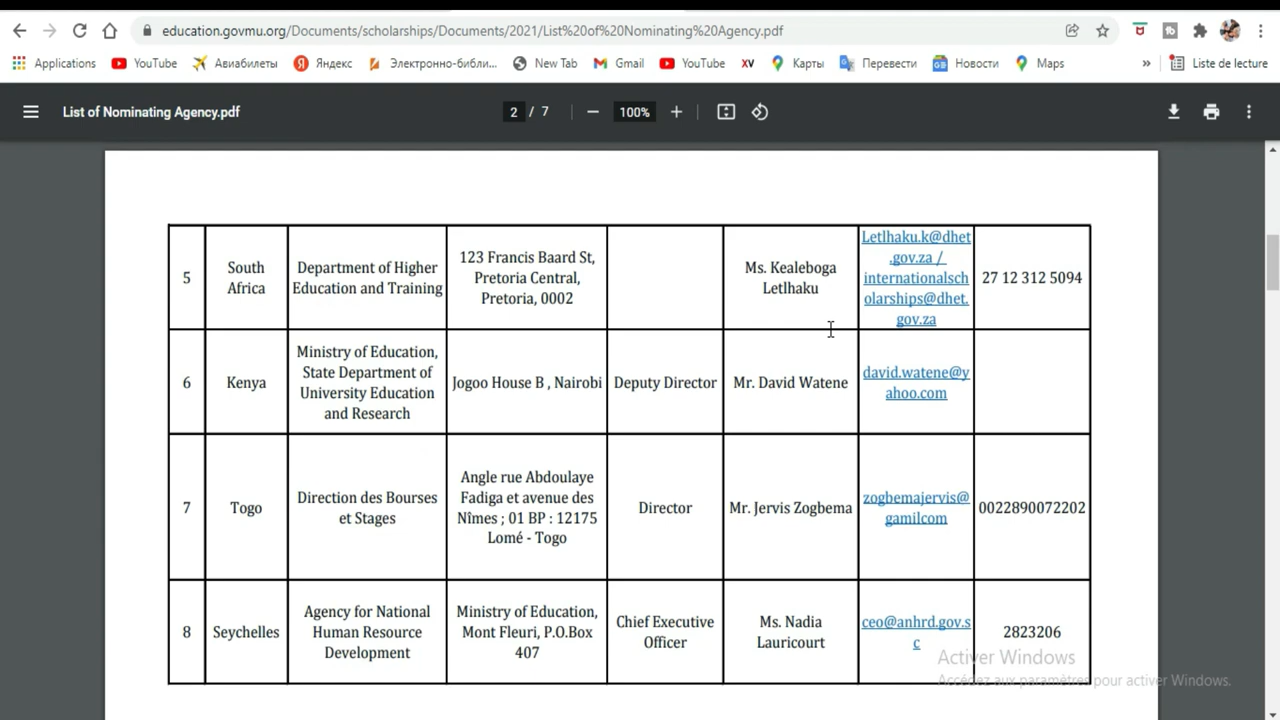 education.govmu.org/Documents/scholarships/Documents/2021/List%20of%20Nominating%20Agency.pdf
Applications
YouTube
Авиабилеты
Яндекс
Электронно-библи...
New Tab
Gmail
YouTube
XV
Карты
Перевести
Новости
Maps
»
Liste de lecture
List of Nominating Agency.pdf
2 / 7
100%
5
South
Africa
Department of Higher
Education and Training
123 Francis Baard St,
Pretoria Central,
Pretoria, 0002
Ms. Kealeboga
Letlhaku
Letlhaku.k@dhet
.gov.za /
internationalsch
olarships@dhet.
gov.za
27 12 312 5094
6
Kenya
Ministry of Education,
State Department of
University Education
and Research
Jogoo House B , Nairobi
Deputy Director
Mr. David Watene
david.watene@y
ahoo.com
7
Togo
Direction des Bourses
et Stages
Angle rue Abdoulaye
Fadiga et avenue des
Nîmes ; 01 BP : 12175
Lomé - Togo
Director
Mr. Jervis Zogbema
zogbemajervis@
gamilcom
0022890072202
8
Seychelles
Agency for National
Human Resource
Development
Ministry of Education,
Mont Fleuri, P.O.Box
407
Chief Executive
Officer
Ms. Nadia
Lauricourt
ceo@anhrd.gov.s
c
2823206
Activer Windows
Accédez aux paramètres pour activer Windows.